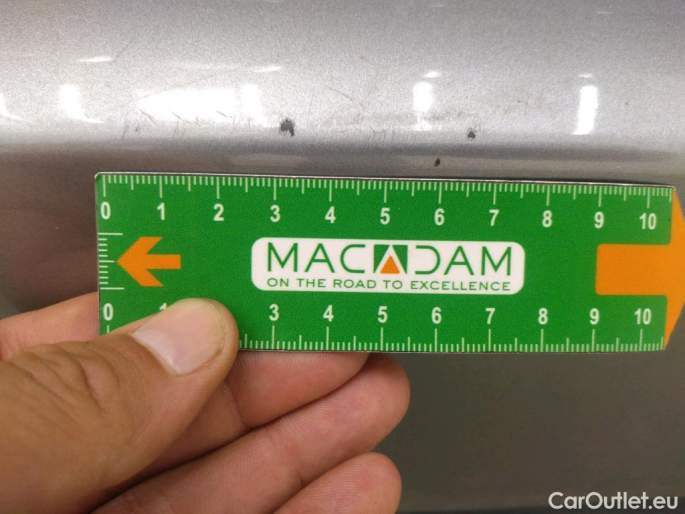 0 1 2 3 4 5 6 7 8 9 10
MACADAM
ON THE ROAD TO EXCELLENCE
0 1 3 4 5 6 7 8 9 10
CarOutlet.eu